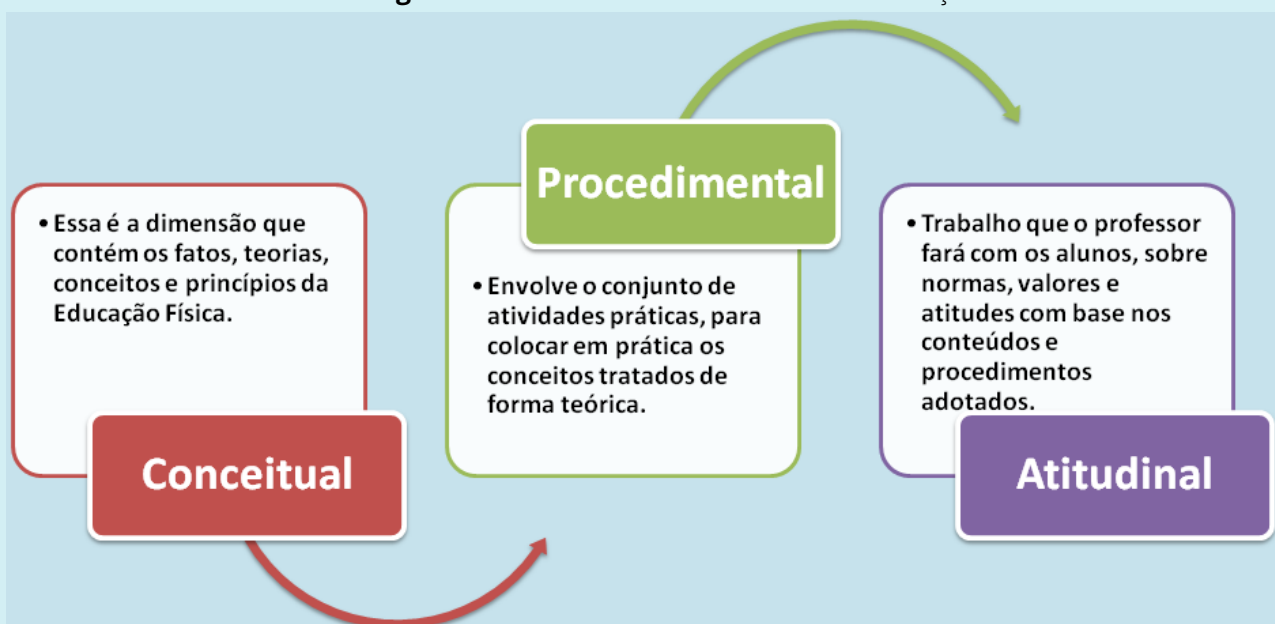 • Essa é a dimensão que
contém os fatos, teorias,
conceitos e princípios da
Educação Física.
Conceitual
Procedimental
• Envolve o conjunto de
atividades práticas, para
colocar em prática os
conceitos tratados de
forma teórica.
• Trabalho que o professor
fará com os alunos, sobre
normas, valores e
atitudes com base nos
conteúdos e
procedimentos
adotados.
Atitudinal